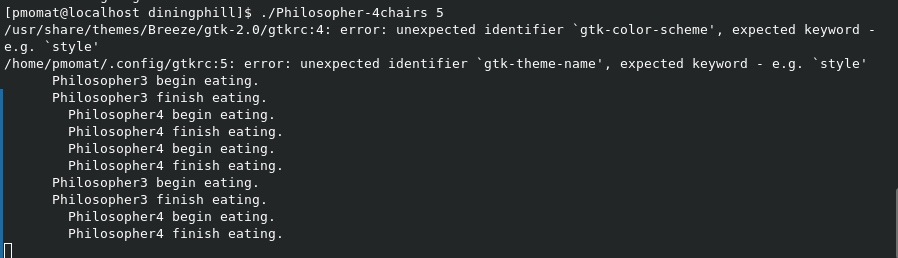 [pmomat@localhost diningphill]$ ./Philosopher-4chairs 5
/usr/share/themes/Breeze/gtk-2.0/gtkrc:4: error: unexpected identifier `gtk-color-scheme', expected keyword -
e.g. `style'
/home/pmomat/.config/gtkrc:5: error: unexpected identifier `gtk-theme-name', expected keyword - e.g. `style'
      Philosopher3 begin eating.
      Philosopher3 finish eating.
        Philosopher4 begin eating.
        Philosopher4 finish eating.
        Philosopher4 begin eating.
        Philosopher4 finish eating.
      Philosopher3 begin eating.
      Philosopher3 finish eating.
        Philosopher4 begin eating.
        Philosopher4 finish eating.